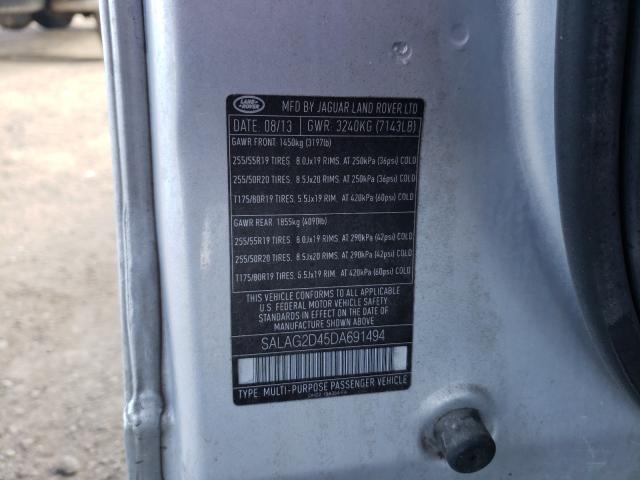 LAND ROVER
MFD BY JAGUAR LAND ROVER LTD
DATE: 08/13 GWR: 3240KG (7143LB)
GAWR FRONT: 1450kg (3197lb)
255/55R19 TIRES. 8.0Jx19 RIMS. AT 250kPa (36psi) COLD
255/50R20 TIRES. 8.5Jx20 RIMS. AT 250kPa (36psi) COLD
T175/80R19 TIRES. 5.5Jx19 RIM. AT 420kPa (60psi) COLD
GAWR REAR: 1855kg (4090lb)
255/55R19 TIRES. 8.0Jx19 RIMS. AT 290kPa (42psi) COLD
255/50R20 TIRES. 8.5Jx20 RIMS. AT 290kPa (42psi) COLD
T175/80R19 TIRES. 5.5Jx19 RIM. AT 420kPa (60psi) COLD
THIS VEHICLE CONFORMS TO ALL APPLICABLE
U.S. FEDERAL MOTOR VEHICLE SAFETY
STANDARDS IN EFFECT ON THE DATE OF
MANUFACTURE SHOWN ABOVE
SALAG2D45DA691494
TYPE: MULTI-PURPOSE PASSENGER VEHICLE